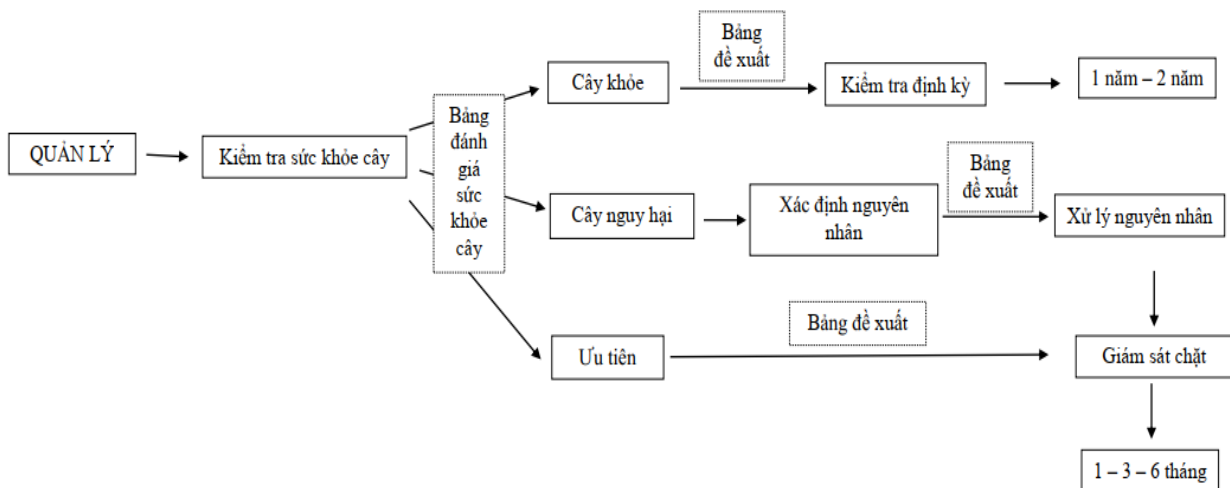 QUẢN LÝ
Kiểm tra sức khỏe cây
Bảng
đánh
giá
sức
khỏe
cây
Cây khỏe
Bảng
đề xuất
Kiểm tra định kỳ
1 năm – 2 năm
Cây nguy hại
Xác định nguyên
nhân
Bảng
đề xuất
Xử lý nguyên nhân
Ưu tiên
Bảng đề xuất
Giám sát chặt
1 – 3 – 6 tháng